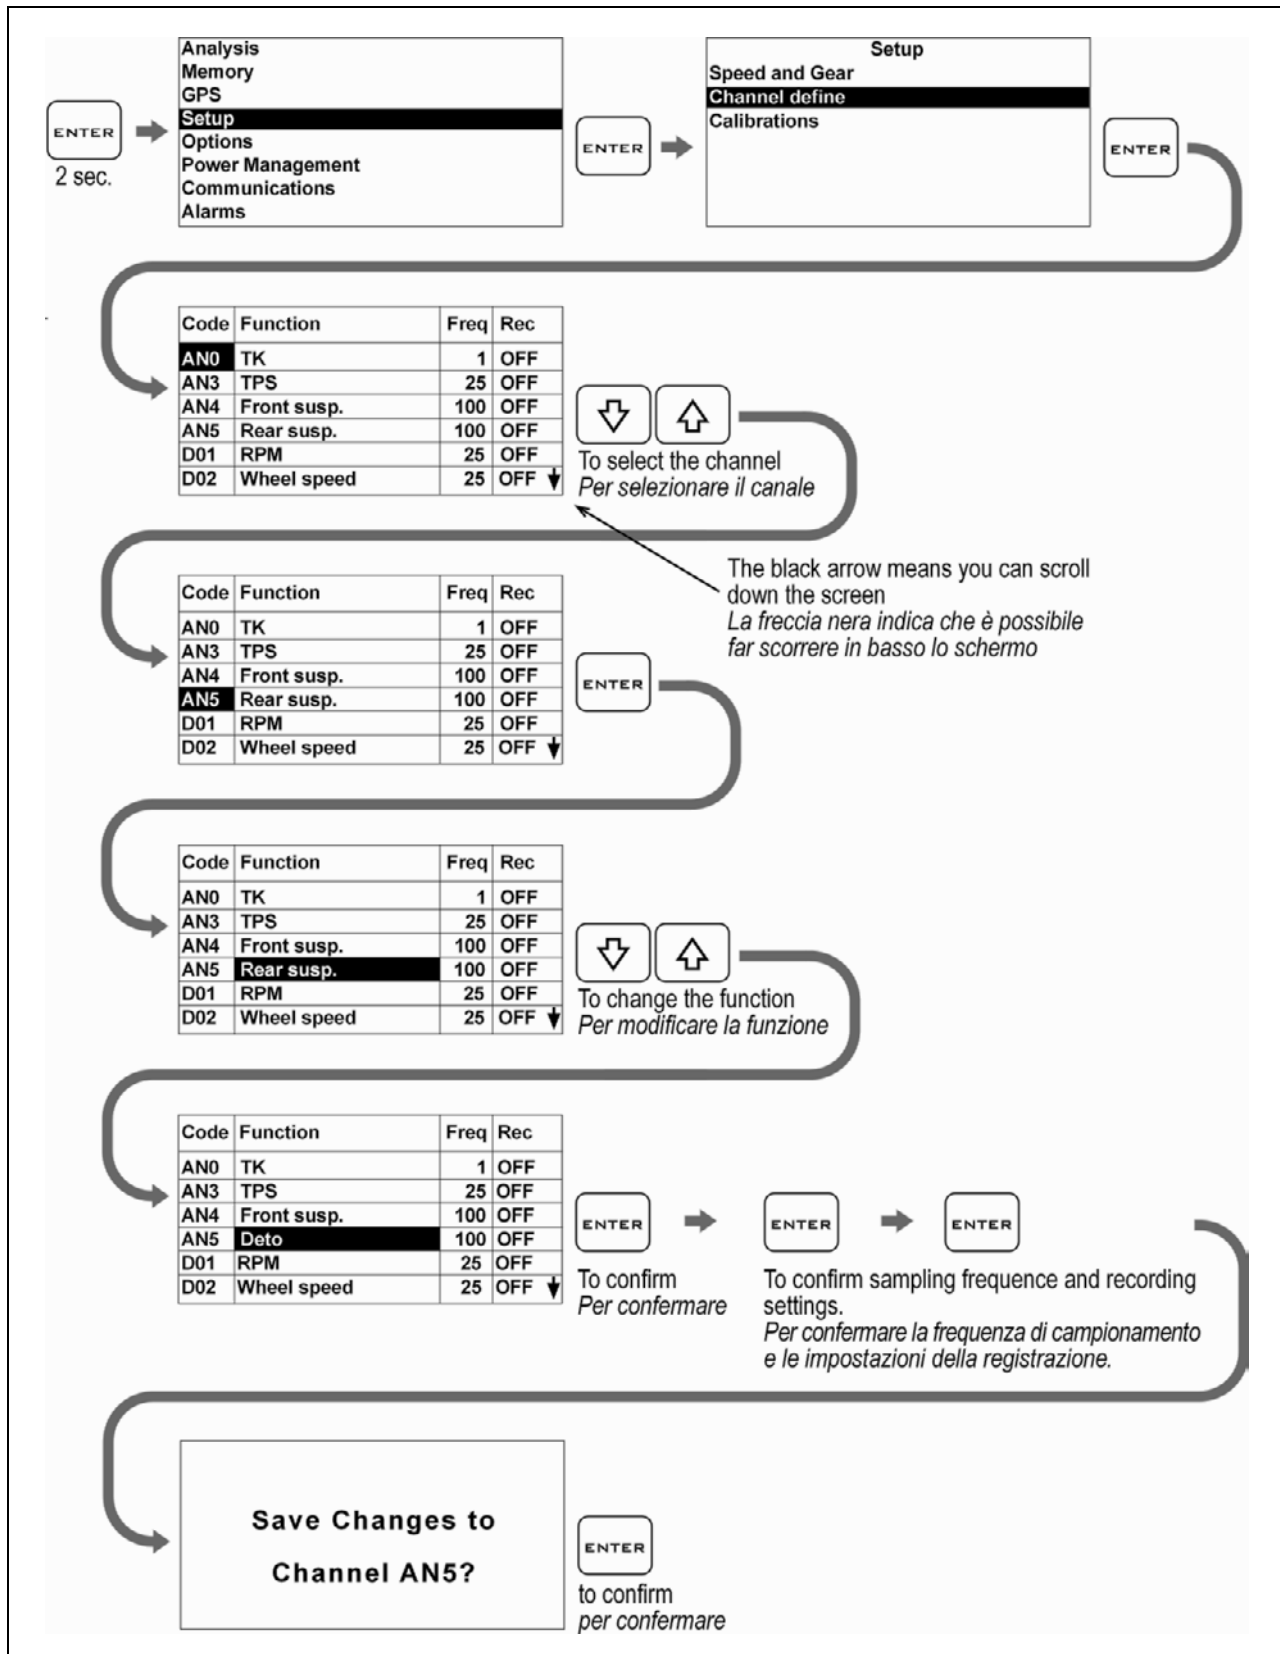 Analysis
Memory
GPS
Setup
Options
Power Management
Communications
Alarms
ENTER
2 sec.
ENTER
Setup
Speed and Gear
Channel define
Calibrations
ENTER
Code Function Freq Rec
AN0 TK 1 OFF
AN3 TPS 25 OFF
AN4 Front susp. 100 OFF
AN5 Rear susp. 100 OFF
D01 RPM 25 OFF
D02 Wheel speed 25 OFF
To select the channel
Per selezionare il canale
The black arrow means you can scroll
down the screen
La freccia nera indica che è possibile
far scorrere in basso lo schermo
Code Function Freq Rec
AN0 TK 1 OFF
AN3 TPS 25 OFF
AN4 Front susp. 100 OFF
AN5 Rear susp. 100 OFF
D01 RPM 25 OFF
D02 Wheel speed 25 OFF
ENTER
Code Function Freq Rec
AN0 TK 1 OFF
AN3 TPS 25 OFF
AN4 Front susp. 100 OFF
AN5 Rear susp. 100 OFF
D01 RPM 25 OFF
D02 Wheel speed 25 OFF
To change the function
Per modificare la funzione
Code Function Freq Rec
AN0 TK 1 OFF
AN3 TPS 25 OFF
AN4 Front susp. 100 OFF
AN5 Deto 100 OFF
D01 RPM 25 OFF
D02 Wheel speed 25 OFF
ENTER
To confirm
Per confermare
ENTER
ENTER
To confirm sampling frequence and recording
settings.
Per confermare la frequenza di campionamento
e le impostazioni della registrazione.
Save Changes to
Channel AN5?
ENTER
to confirm
per confermare